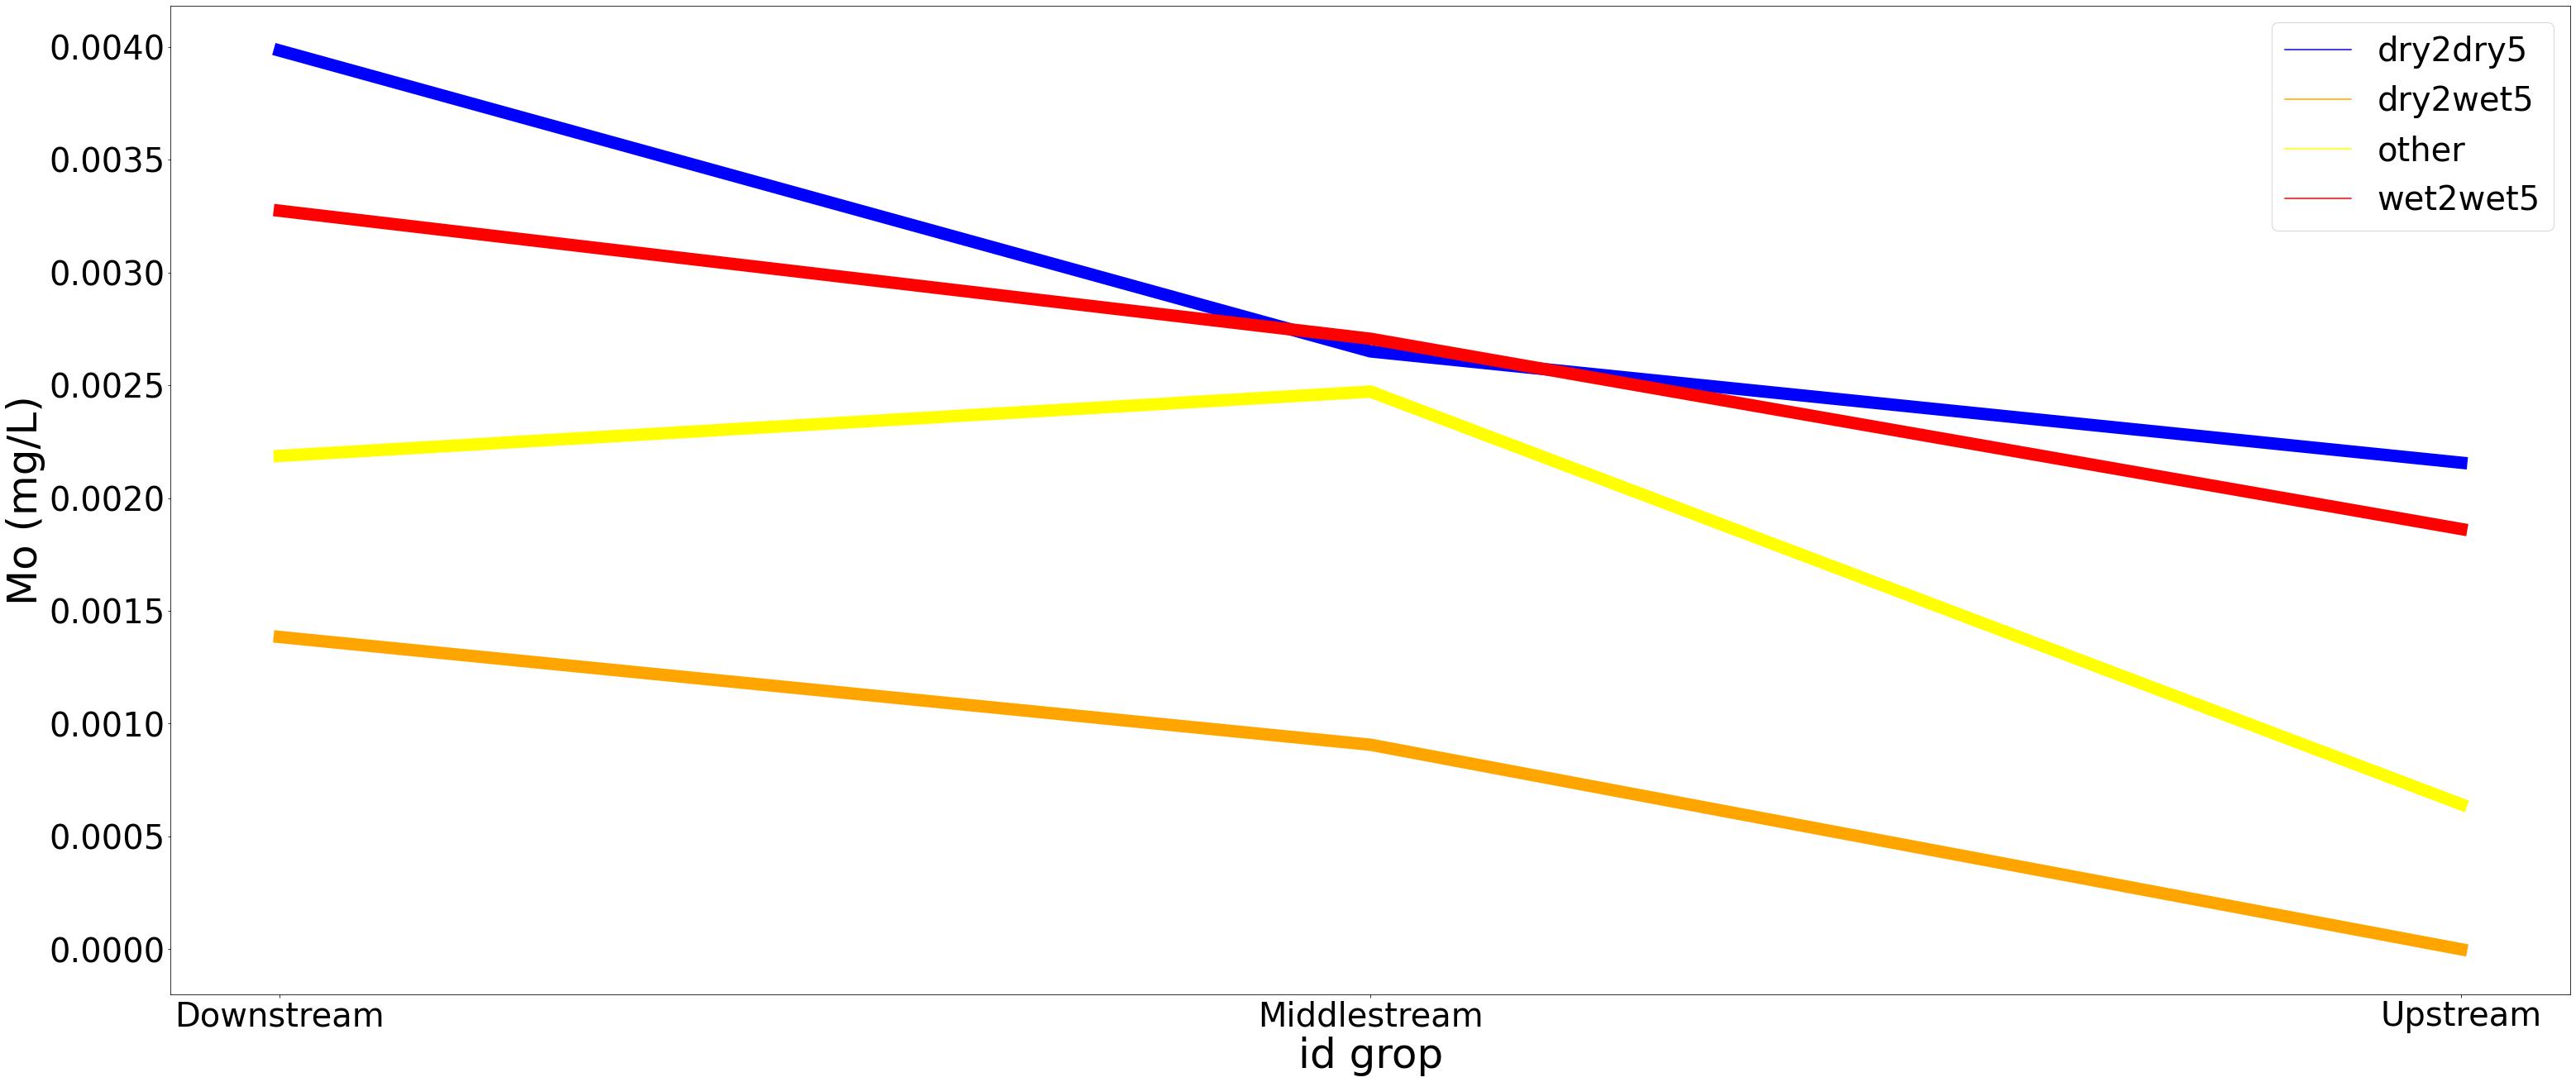 0.0040
0.0035
0.0030
0.0025
0.0020
0.0015
0.0010
0.0005
0.0000
Mo (mg/L)
dry2dry5
dry2wet5
other
wet2wet5
Downstream
Middlestream
Upstream
id grop